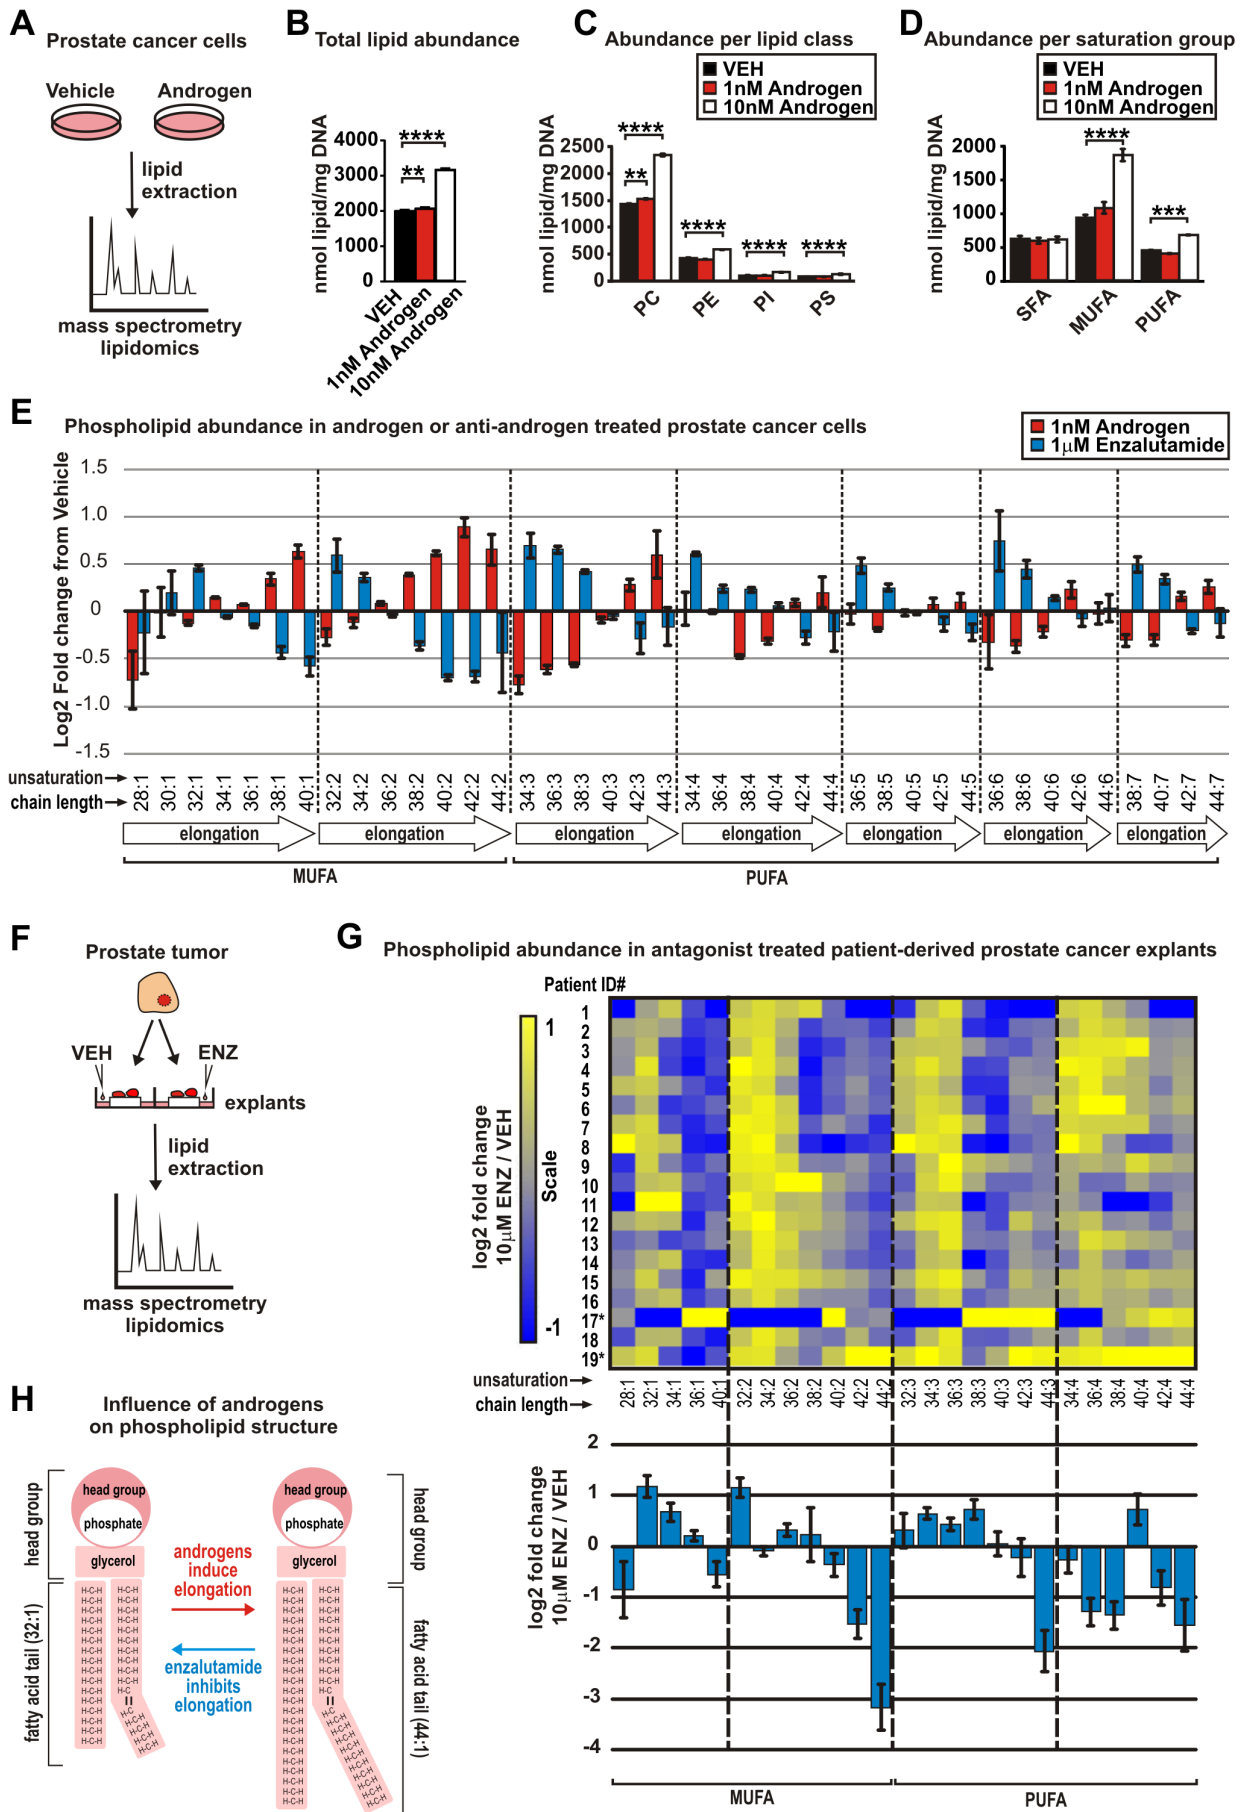 A
Prostate cancer cells
Vehicle
Androgen
lipid
extraction
mass spectrometry
lipidomics
B
Total lipid abundance
nmol lipid/mg DNA
4000
3000
2000
1000
0
**
****
VEH
1nM Androgen
10nM Androgen
C
Abundance per lipid class
VEH
1nM Androgen
10nM Androgen
nmol lipid/mg DNA
2500
2000
1500
1000
500
0
****
**
****
****
****
PC
PE
PI
PS
D
Abundance per saturation group
VEH
1nM Androgen
10nM Androgen
nmol lipid/mg DNA
2000
1500
1000
500
0
****
***
SFA
MUFA
PUFA
E
Phospholipid abundance in androgen or anti-androgen treated prostate cancer cells
1nM Androgen
1µM Enzalutamide
Log2 Fold change from Vehicle
1.5
1.0
0.5
0
-0.5
-1.0
-1.5
unsaturation
chain length
28:1 30:1 32:1 34:1 36:1 38:1 40:1 32:2 34:2 36:2 38:2 40:2 42:2 44:2 34:3 36:3 38:3 40:3 42:3 44:3 34:4 36:4 38:4 40:4 42:4 44:4 36:5 38:5 40:5 42:5 44:5 36:6 38:6 40:6 42:6 44:6 38:7 40:7 42:7 44:7
elongation elongation elongation elongation elongation elongation elongation
MUFA
PUFA
F
Prostate tumor
VEH
ENZ
explants
lipid
extraction
mass spectrometry
lipidomics
G
Phospholipid abundance in antagonist treated patient-derived prostate cancer explants
Patient ID#
1
-1
Scale
log2 fold change
10µM ENZ / VEH
1
2
3
4
5
6
7
8
9
10
11
12
13
14
15
16
17*
18
19*
unsaturation
chain length
28:1 32:1 34:1 36:1 40:1 32:2 34:2 36:2 38:2 40:2 42:2 44:2 32:3 34:3 36:3 38:3 40:3 42:3 44:3 34:4 36:4 38:4 40:4 42:4 44:4
log2 fold change
10µM ENZ / VEH
2
1
0
-1
-2
-3
-4
MUFA
PUFA
H
Influence of androgens
on phospholipid structure
head group
head group
phosphate
glycerol
fatty acid tail (32:1)
androgens
induce
elongation
enzalutamide
inhibits
elongation
head group
phosphate
glycerol
head group
fatty acid tail (44:1)